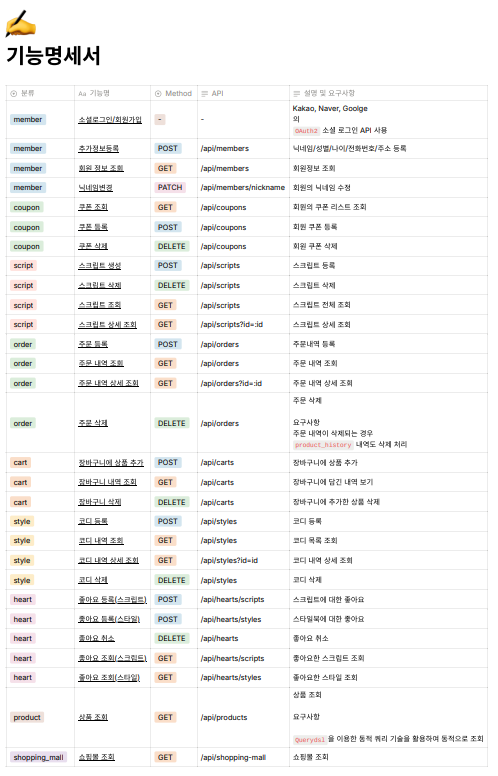 기능명세서
분류 Aa 기능명 Method API 설명 및 요구사항
member 소셜로그인/회원가입 - - Kakao, Naver, Goolge
의
OAuth2 소셜 로그인 API 사용
member 추가정보등록 POST /api/members 닉네임/성별/나이/전화번호/주소 등록
member 회원 정보 조회 GET /api/members 회원정보 조회
member 닉네임변경 PATCH /api/members/nickname 회원의 닉네임 수정
coupon 쿠폰 조회 GET /api/coupons 회원의 쿠폰 리스트 조회
coupon 쿠폰 등록 POST /api/coupons 회원 쿠폰 등록
coupon 쿠폰 삭제 DELETE /api/coupons 회원 쿠폰 삭제
script 스크립트 생성 POST /api/scripts 스크립트 등록
script 스크립트 삭제 DELETE /api/scripts 스크립트 삭제
script 스크립트 조회 GET /api/scripts 스크립트 전체 조회
script 스크립트 상세 조회 GET /api/scripts?id=:id 스크립트 상세 조회
order 주문 등록 POST /api/orders 주문내역 등록
order 주문 내역 조회 GET /api/orders 주문 내역 조회
order 주문 내역 상세 조회 GET /api/orders?id=:id 주문 내역 상세 조회
order 주문 삭제 DELETE /api/orders 주문 삭제
요구사항
주문 내역이 삭제되는 경우
product_history 내역도 삭제 처리
cart 장바구니에 상품 추가 POST /api/carts 장바구니에 상품 추가
cart 장바구니 내역 조회 GET /api/carts 장바구니에 담긴 내역 보기
cart 장바구니 삭제 DELETE /api/carts 장바구니에 추가한 상품 삭제
style 코디 등록 POST /api/styles 코디 등록
style 코디 내역 조회 GET /api/styles 코디 목록 조회
style 코디 내역 상세 조회 GET /api/styles?id=id 코디 내역 상세 조회
style 코디 삭제 DELETE /api/styles 코디 삭제
heart 좋아요 등록(스크립트) POST /api/hearts/scripts 스크립트에 대한 좋아요
heart 좋아요 등록(스타일) POST /api/hearts/styles 스타일북에 대한 좋아요
heart 좋아요 취소 DELETE /api/hearts 좋아요 취소
heart 좋아요 조회(스크립트) GET /api/hearts/scripts 좋아요한 스크립트 조회
heart 좋아요 조회(스타일) GET /api/hearts/styles 좋아요한 스타일 조회
product 상품 조회 GET /api/products 상품 조회
요구사항
Querydsl 을 이용한 동적 쿼리 기술을 활용하여 동적으로 조회
shopping_mall 쇼핑몰 조회 GET /api/shopping-mall 쇼핑몰 조회